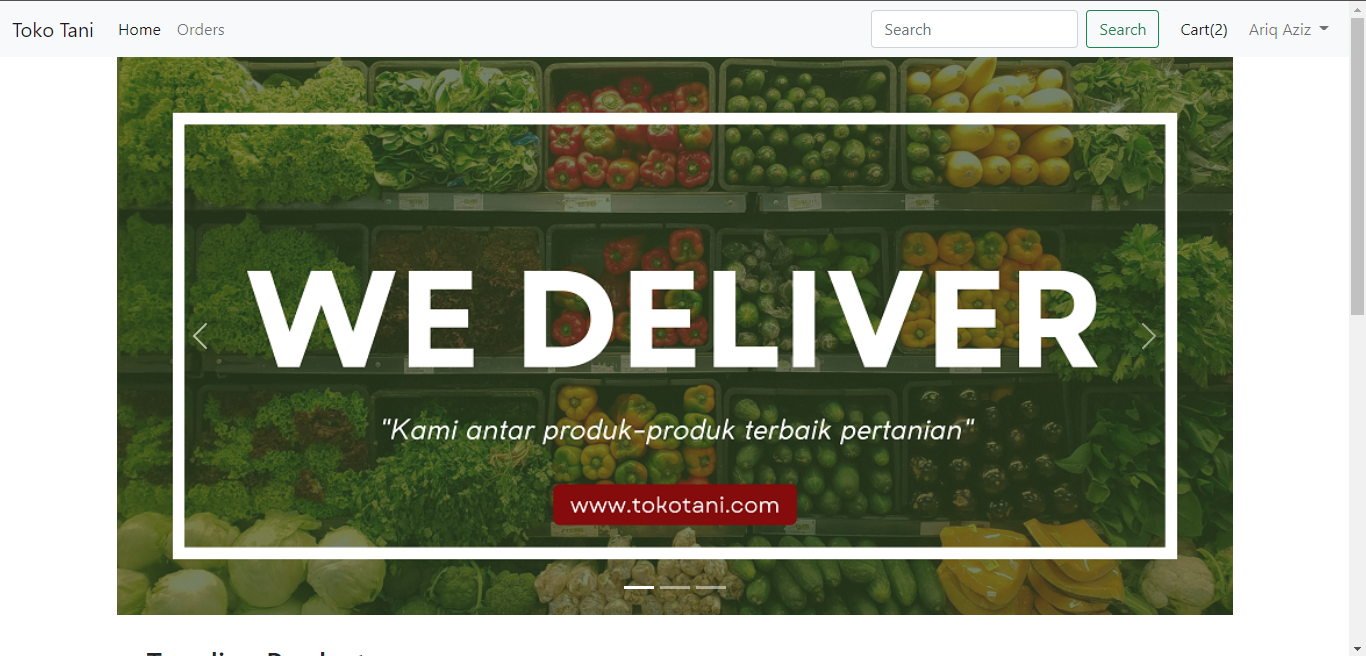 Toko Tani Home Orders Search Search Cart(2) Ariq Aziz
WE DELIVER
"Kami antar produk-produk terbaik pertanian"
www.tokotani.com